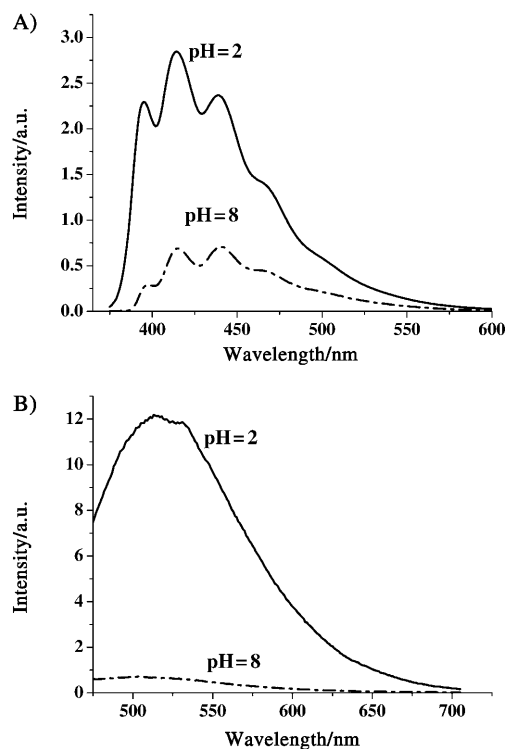 A)
3.0
2.5
2.0
1.5
1.0
0.5
0.0
Intensity/a.u.
pH=2
pH=8
400 450 500 550 600
Wavelength/nm
B)
12
10
8
6
4
2
0
Intensity/a.u.
pH=2
pH=8
500 550 600 650 700
Wavelength/nm